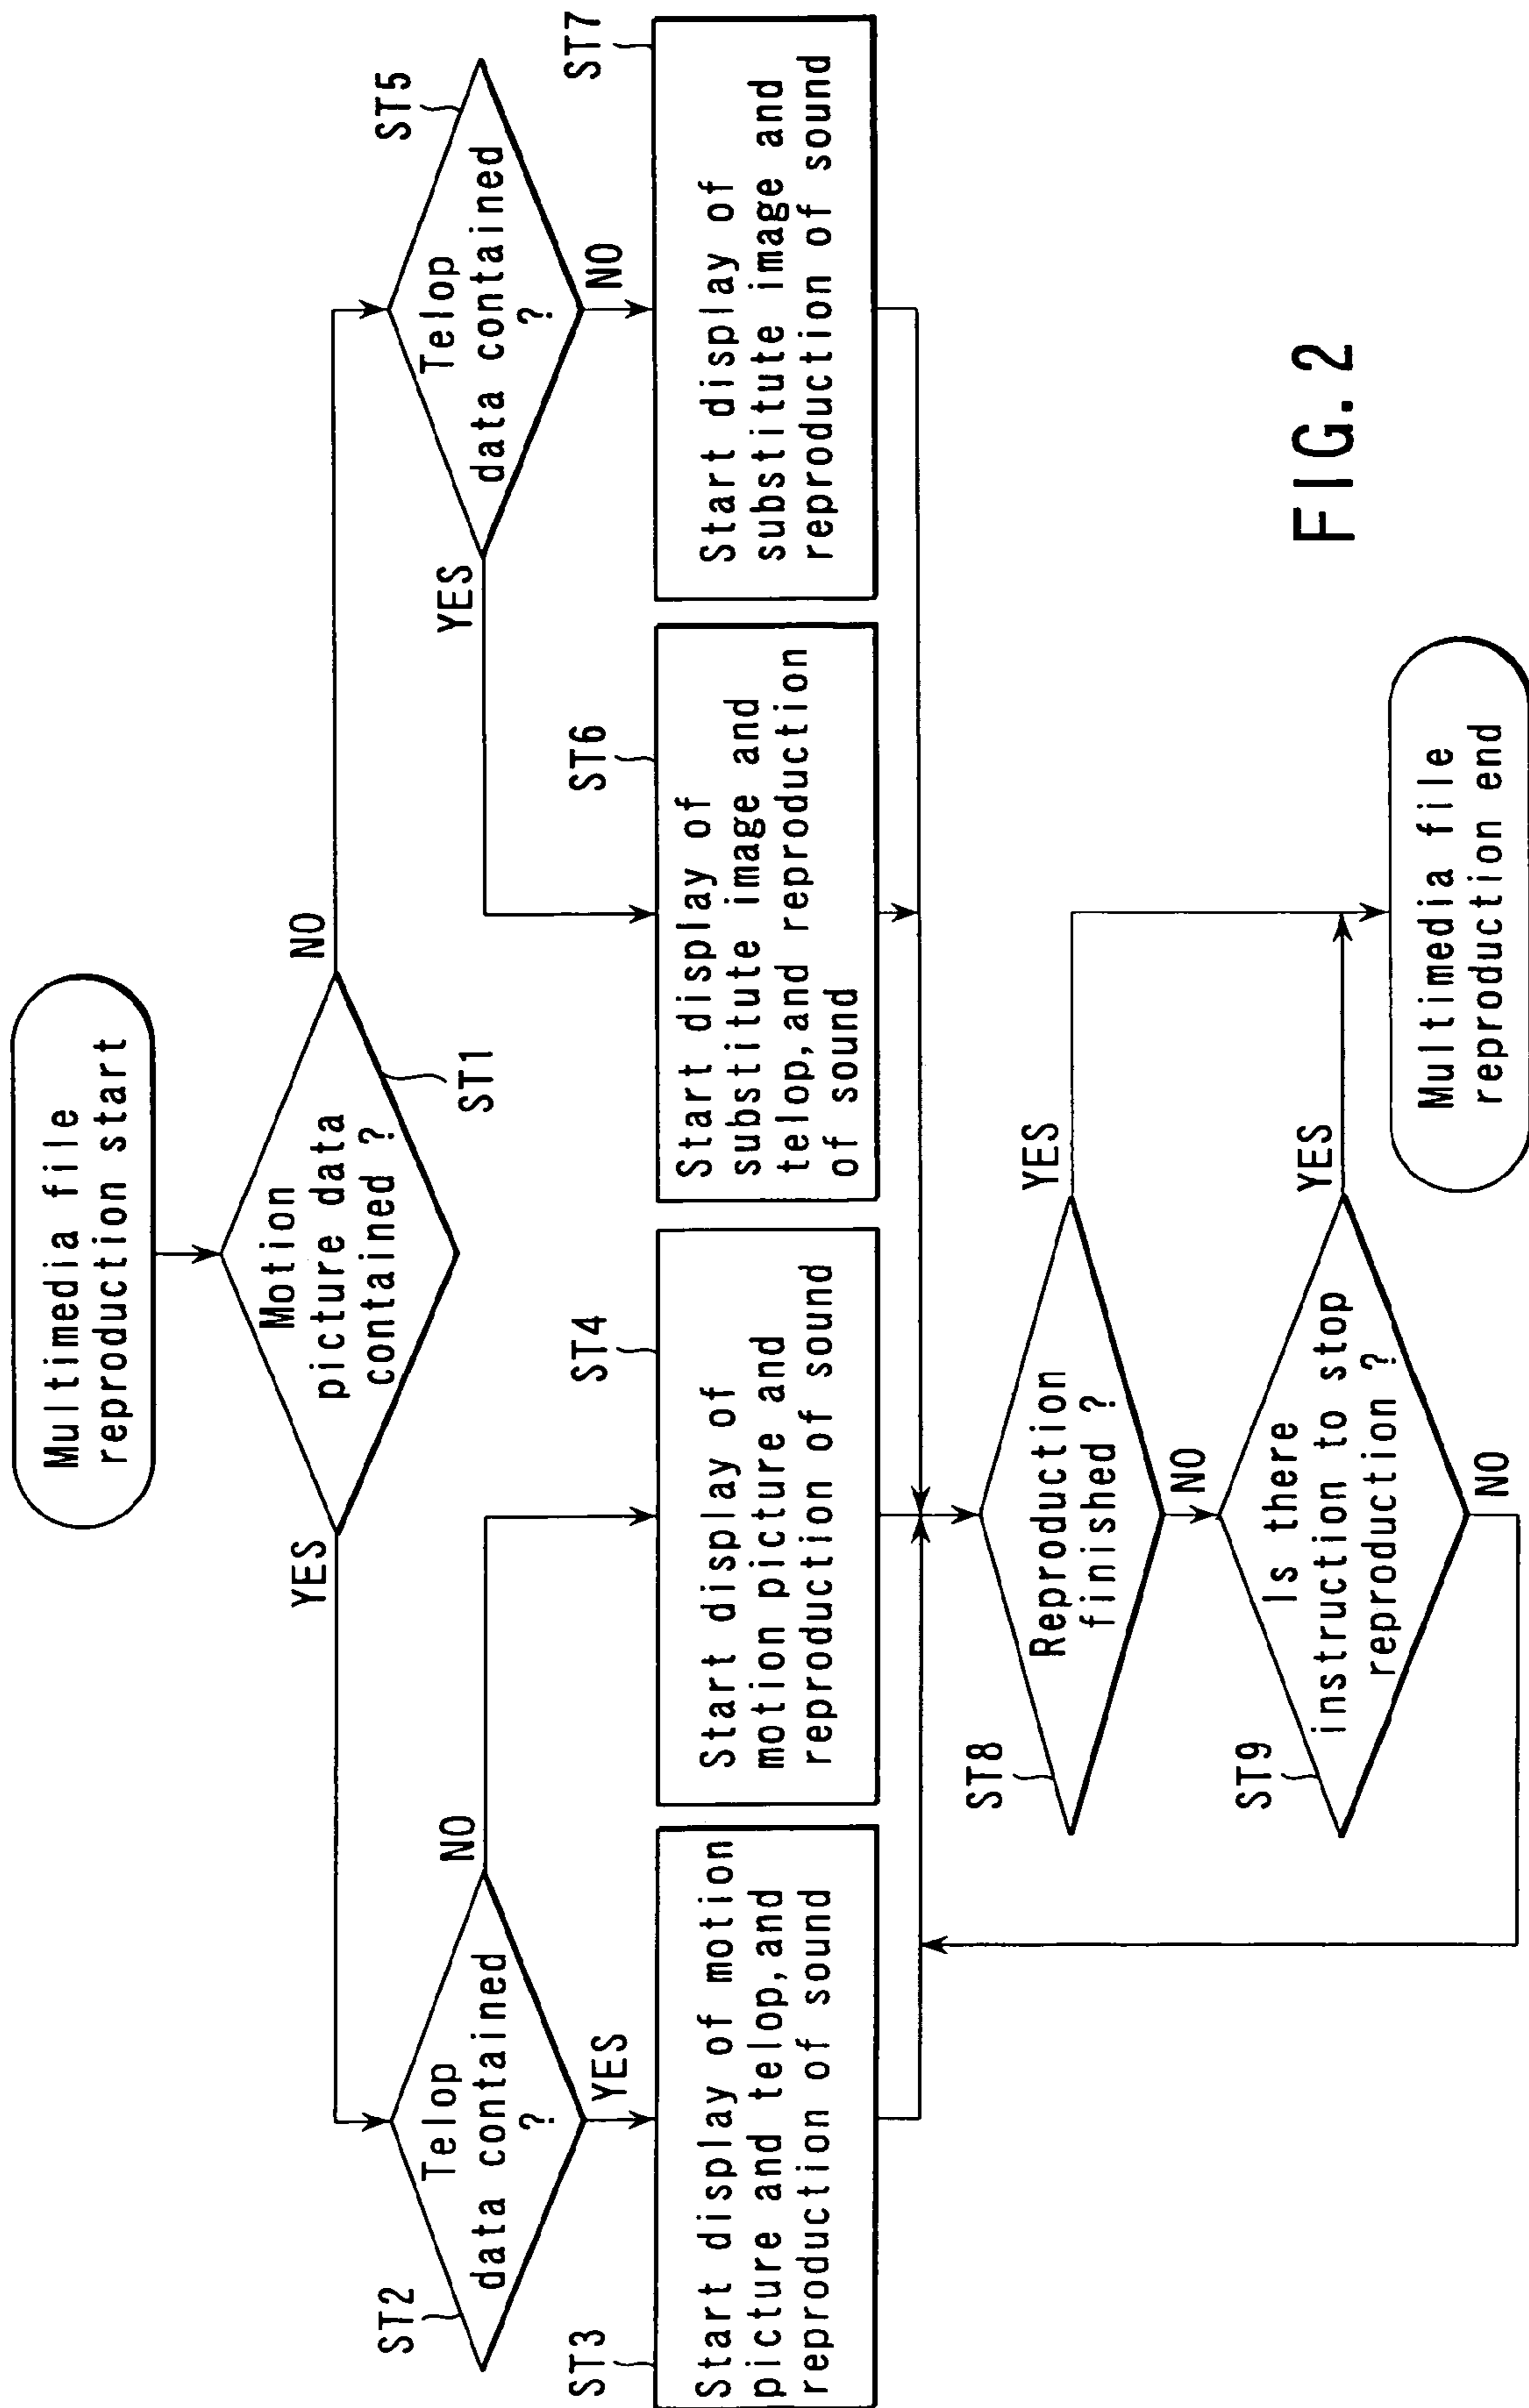 Multimedia file
reproduction start
Motion
picture data
contained ?
ST1
YES
NO
ST2
Telop
data contained
?
NO
YES
ST5
Telop
data contained
?
YES
NO
ST3
Start display of motion
picture and telop,and
reproduction of sound
ST4
Start display of
motion picture and
reproduction of sound
ST6
Start display of
substitute image and
telop,and reproduction
of sound
ST7
Start display of
substitute image and
reproduction of sound
ST8
Reproduction
finished ?
YES
NO
ST9
Is there
instruction to stop
reproduction ?
YES
NO
Multimedia file
reproduction end
FIG.2